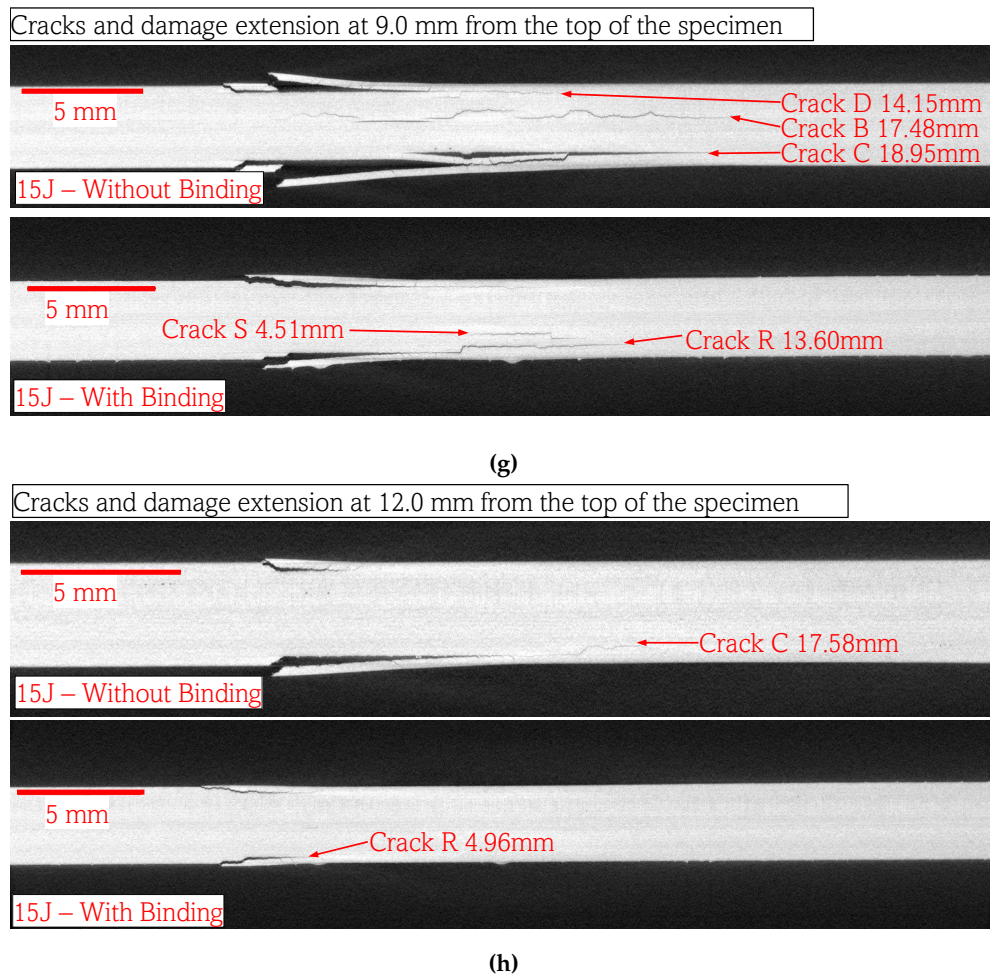 Cracks and damage extension at 9.0 mm from the top of the specimen
5 mm
Crack D 14.15mm
Crack B 17.48mm
Crack C 18.95mm
15J – Without Binding
5 mm
Crack S 4.51mm
Crack R 13.60mm
15J – With Binding
(g)
Cracks and damage extension at 12.0 mm from the top of the specimen
5 mm
Crack C 17.58mm
15J – Without Binding
5 mm
Crack R 4.96mm
15J – With Binding
(h)